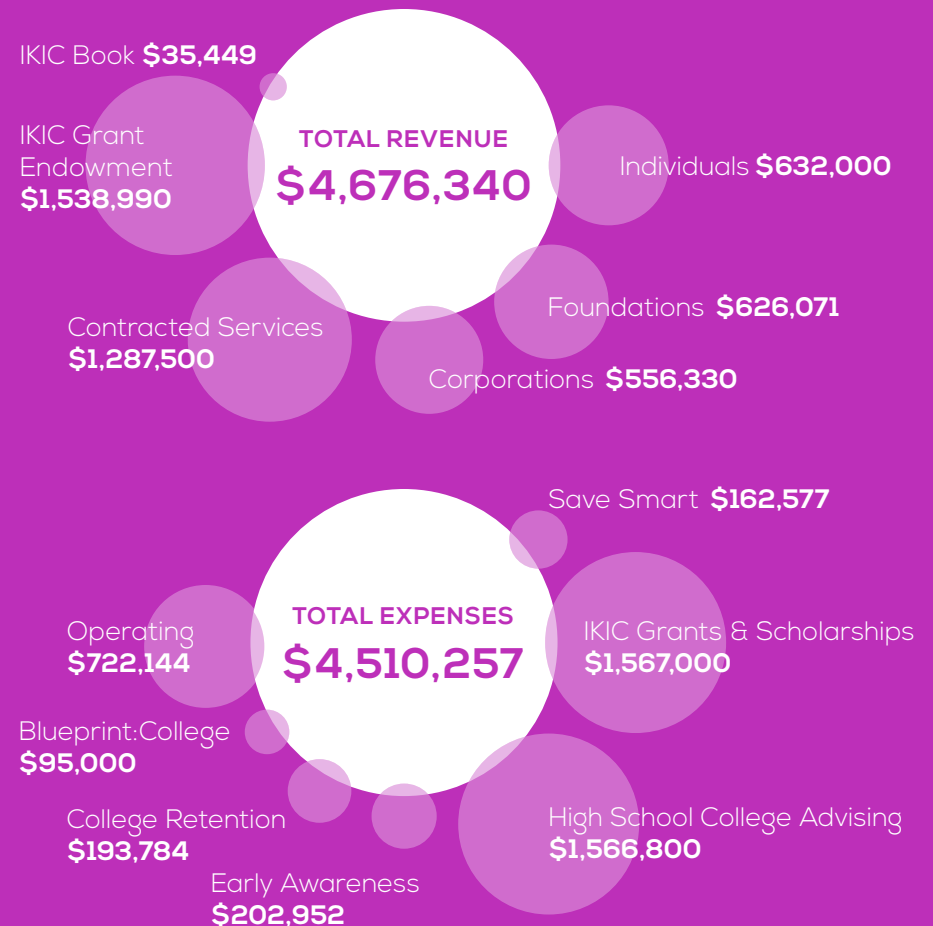 IKIC Book $35,449
IKIC Grant
Endowment
$1,538,990
TOTAL REVENUE
$4,676,340
Individuals $632,000
Foundations $626,071
Contracted Services
$1,287,500
Corporations $556,330
Save Smart $162,577
TOTAL EXPENSES
$4,510,257
Operating
$722,144
IKIC Grants & Scholarships
$1,567,000
Blueprint:College
$95,000
College Retention
$193,784
High School College Advising
$1,566,800
Early Awareness
$202,952